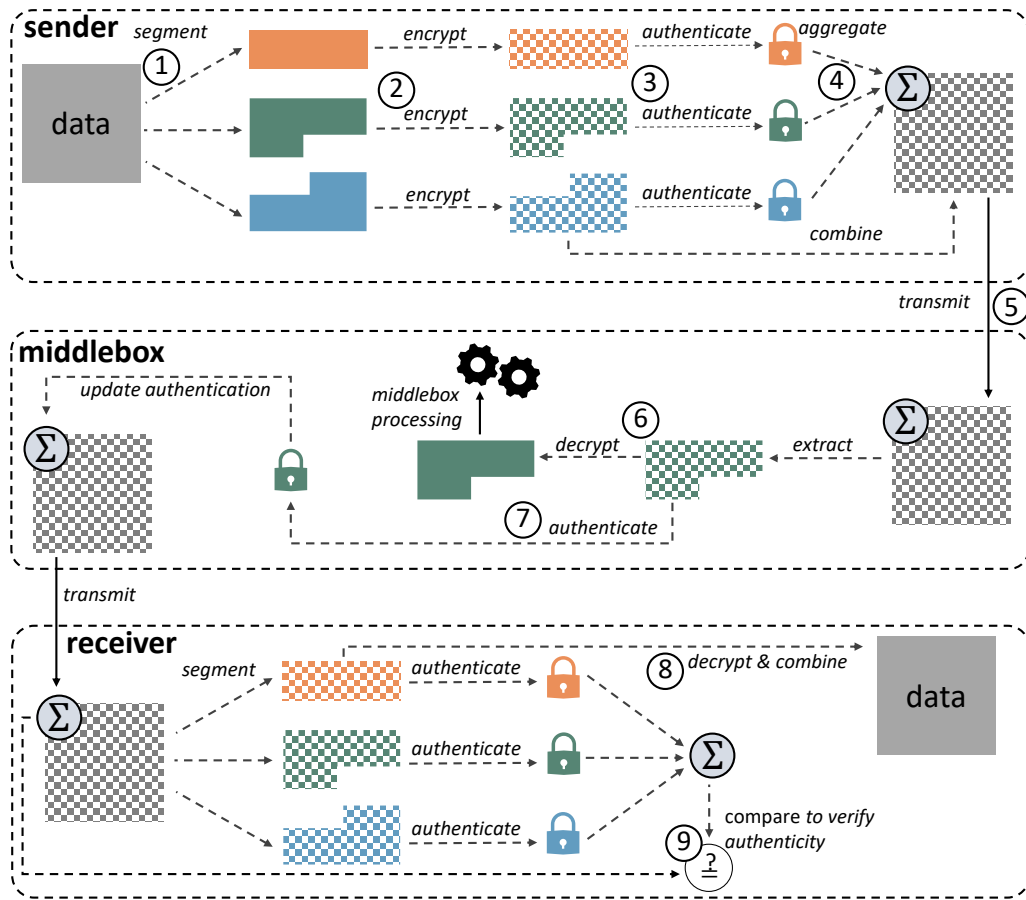 sender
segment
1
data
encrypt
authenticate
aggregate
2
3
4
Σ
encrypt
authenticate
encrypt
authenticate
combine
transmit
5
middlebox
update authentication
middlebox
processing
6
Σ
Σ
decrypt
extract
7
authenticate
transmit
receiver
segment
authenticate
8
decrypt & combine
data
Σ
authenticate
Σ
authenticate
compare to verify
authenticity
9
≟